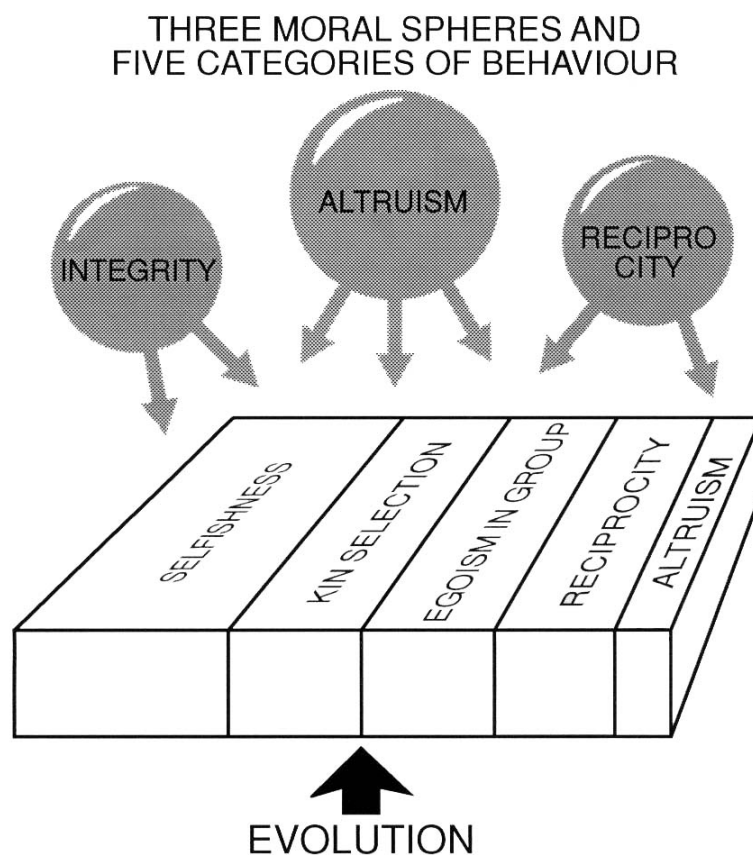 THREE MORAL SPHERES AND
FIVE CATEGORIES OF BEHAVIOUR
INTEGRITY
ALTRUISM
RECIPRO
CITY
SELFISHNESS
KIN SELECTION
EGOISM IN GROUP
RECIPROCITY
ALTRUISM
EVOLUTION